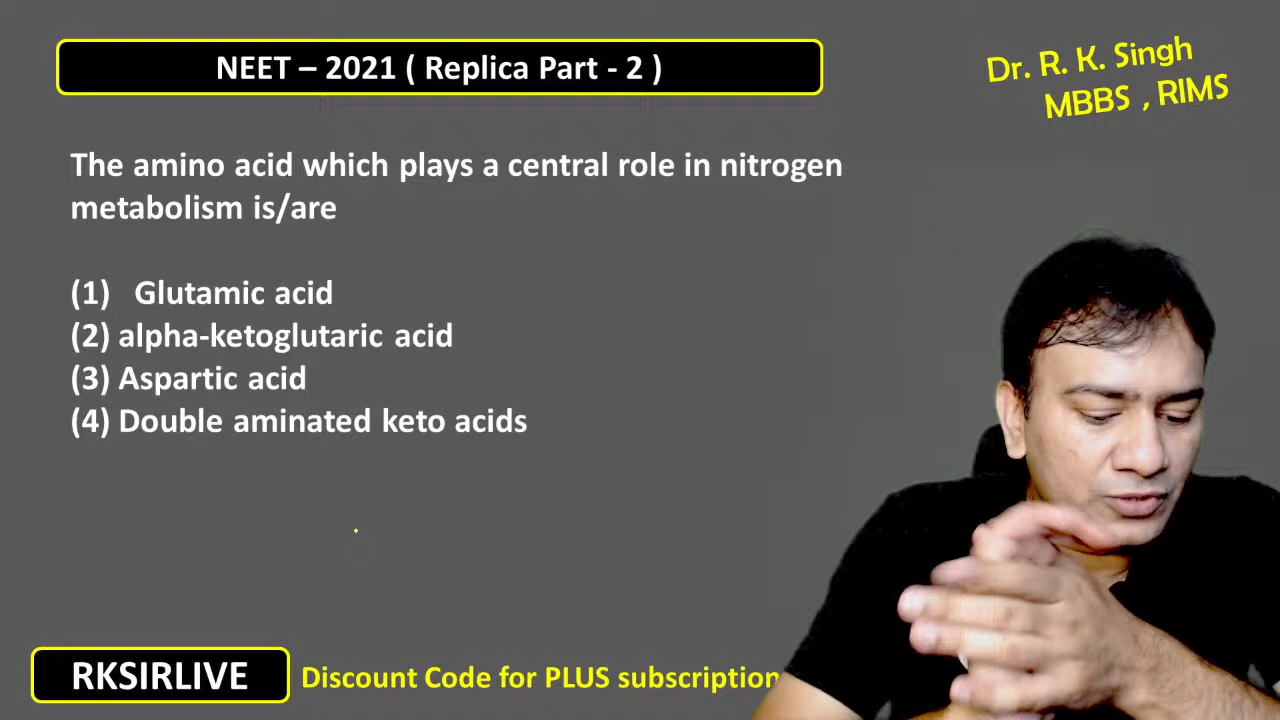 NEET – 2021 ( Replica Part - 2 )
Dr. R. K. Singh
MBBS , RIMS
The amino acid which plays a central role in nitrogen
metabolism is/are
(1) Glutamic acid
(2) alpha-ketoglutaric acid
(3) Aspartic acid
(4) Double aminated keto acids
RKSIRLIVE
Discount Code for PLUS subscription